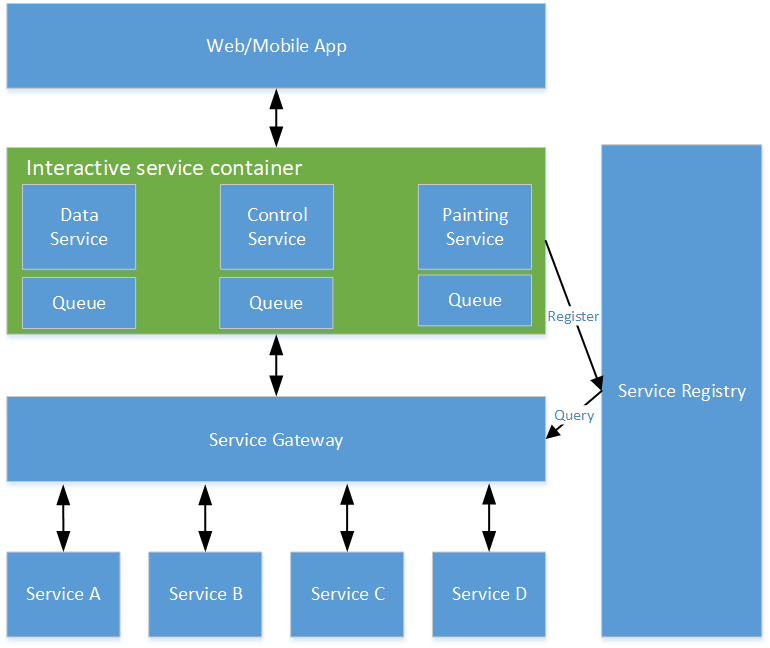 Web/Mobile App
Interactive service container
Data
Service
Control
Service
Painting
Service
Queue
Queue
Queue
Register
Service Registry
Query
Service Gateway
Service A
Service B
Service C
Service D